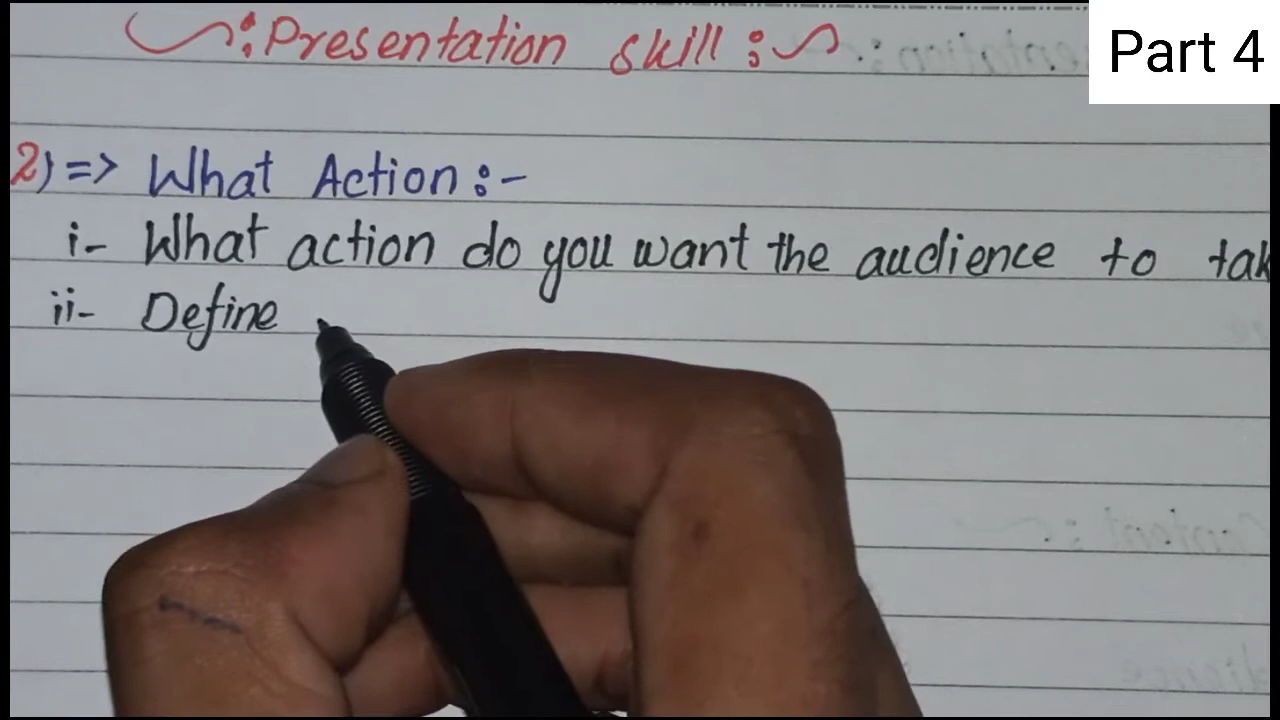 :Presentation skill:
Part 4
2) => What Action :-
i- What action do you want the audience to tak
ii- Define